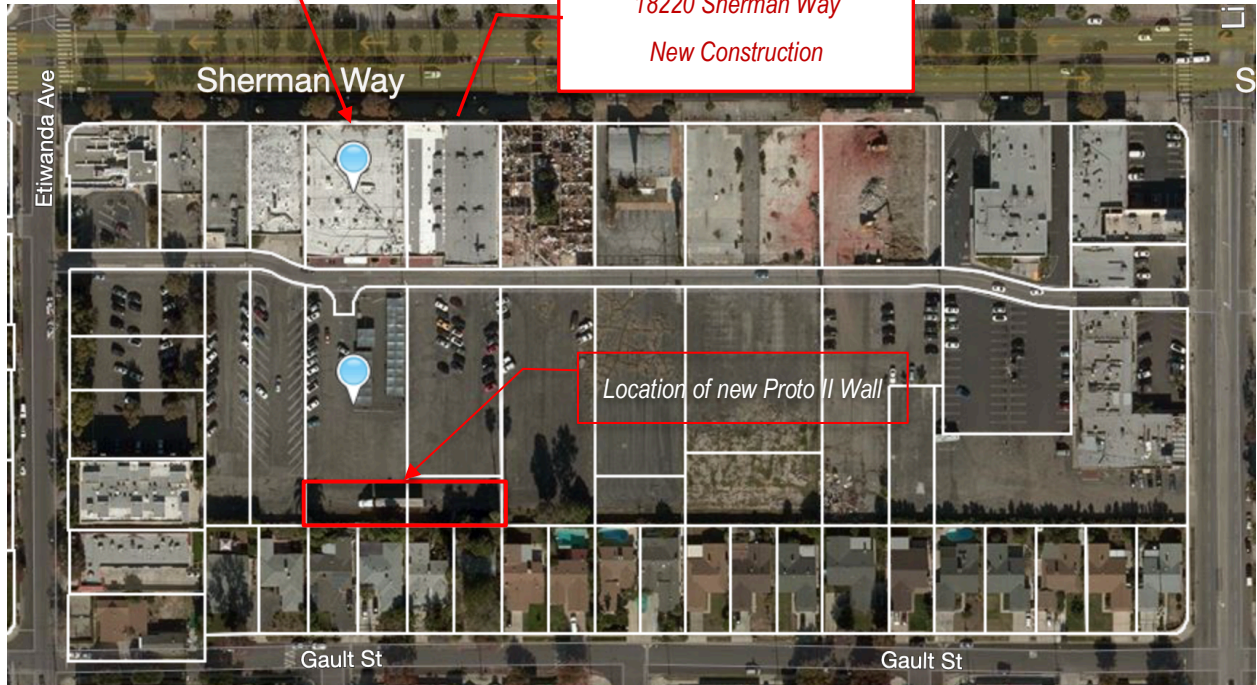 18220 Sherman Way
New Construction
Li
Sherman Way
S
Etiwanda Ave
Location of new Proto II Wall
Gault St
Gault St